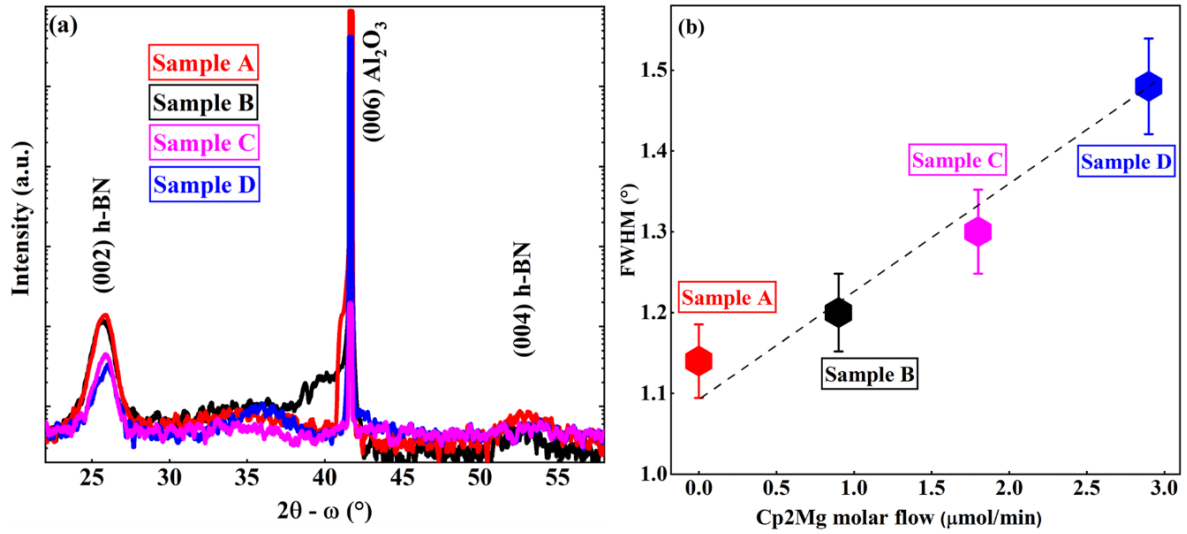 (a)
Sample A
Sample B
Sample C
Sample D
(002) h-BN
(006) Al₂O₃
(004) h-BN
Intensity (a.u.)
25 30 35 40 45 50 55
2θ - ω (°)
(b)
1.5
1.4
1.3
1.2
1.1
1.0
FWHM (°)
Sample A
Sample B
Sample C
Sample D
0.0 0.5 1.0 1.5 2.0 2.5 3.0
Cp2Mg molar flow (μmol/min)